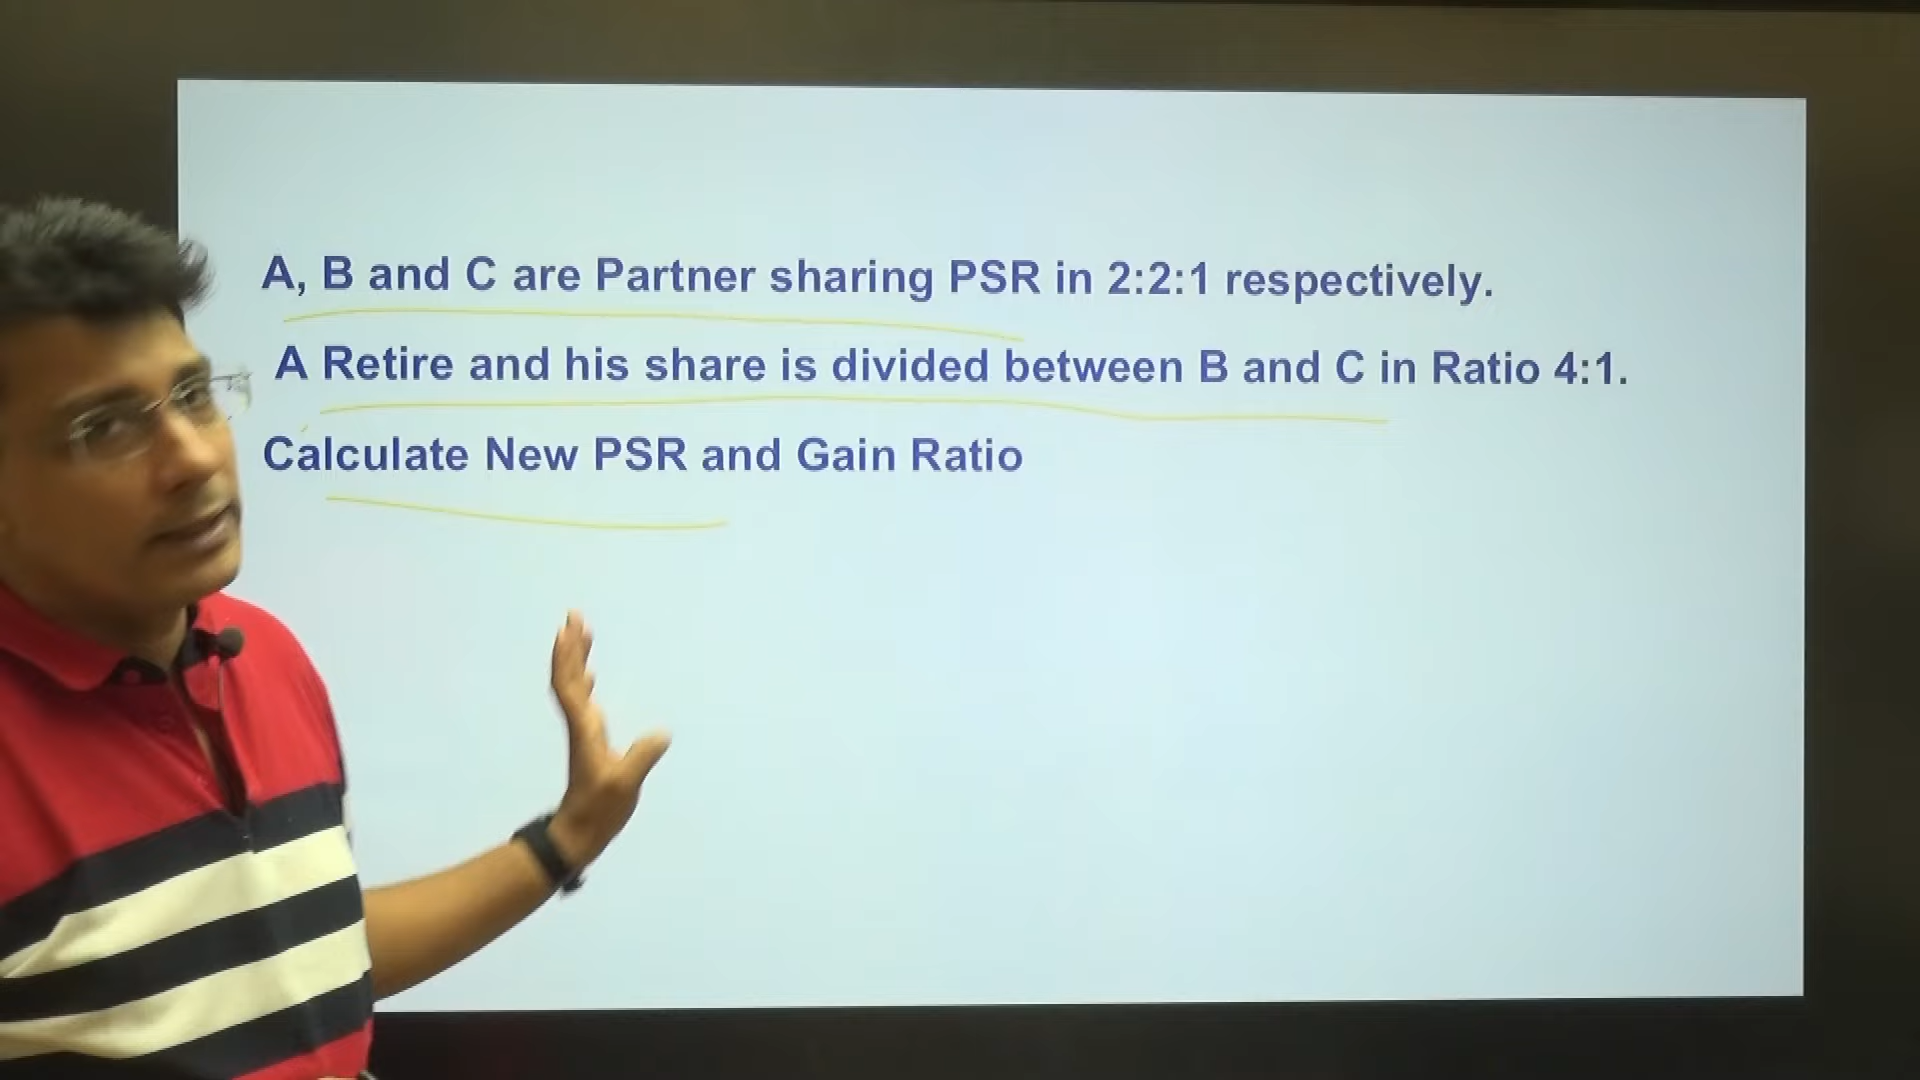 A, B and C are Partner sharing PSR in 2:2:1 respectively.
A Retire and his share is divided between B and C in Ratio 4:1.
Calculate New PSR and Gain Ratio